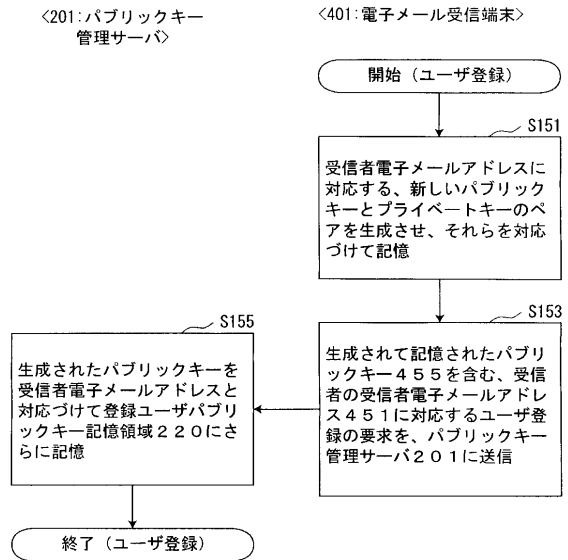 <201:パブリックキー
管理サーバ>
<401:電子メール受信端末>
開始（ユーザ登録）
S151
受信者電子メールアドレスに
対応する、新しいパブリック
キーとプライベートキーのペ
アを生成させ、それらを対応
づけて記憶
S153
生成されて記憶されたパブリ
ックキー４５５を含む、受信
者の受信者電子メールアドレ
ス４５１に対応するユーザ登
録の要求を、パブリックキー
管理サーバ２０１に送信
S155
生成されたパブリックキーを
受信者電子メールアドレスと
対応づけて登録ユーザパブリ
ックキー記憶領域２２０にさ
らに記憶
終了（ユーザ登録）